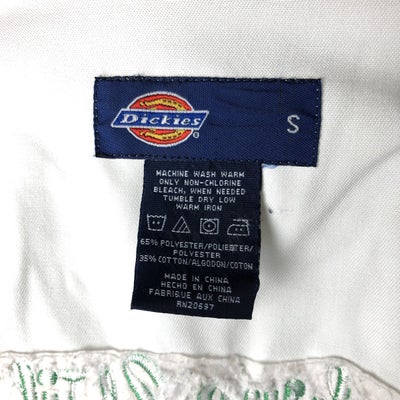 Dickies
®
S
MACHINE WASH WARM
ONLY NON-CHLORINE
BLEACH, WHEN NEEDED
TUMBLE DRY LOW
WARM IRON
65% POLYESTER/POLIESTER/
POLYESTER
35% COTTON/ALGODON/COTON
MADE IN CHINA
HECHO EN CHINA
FABRIQUE AUX CHINA
RN20697